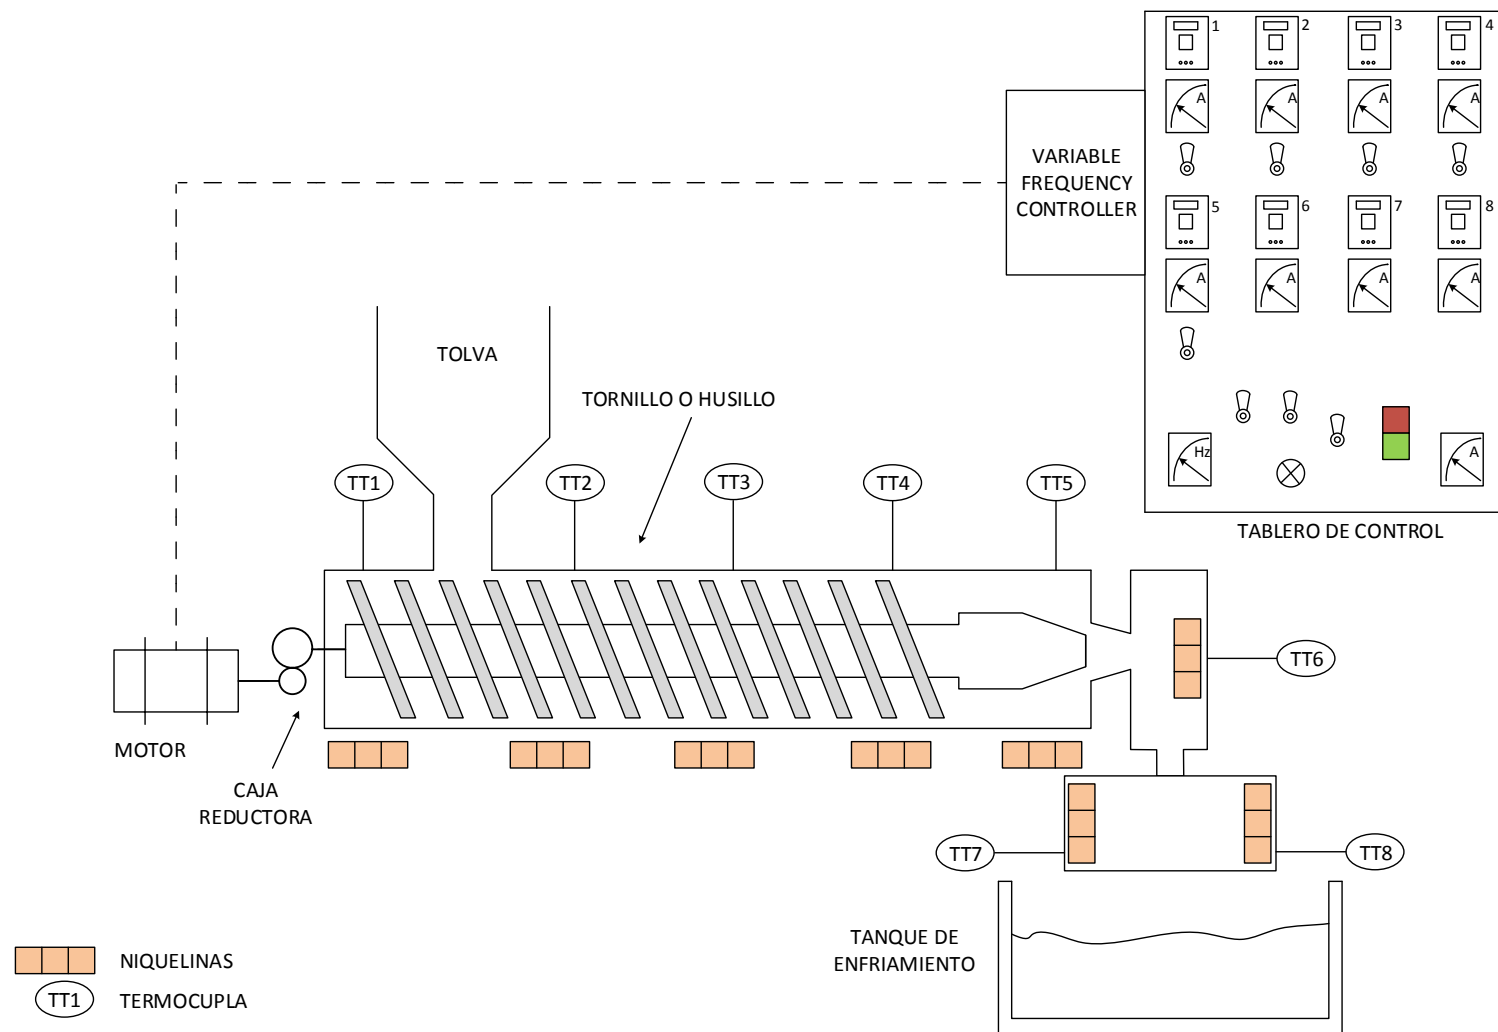 1
2
3
4
A
A
A
A
VARIABLE
FREQUENCY
CONTROLLER
5
6
7
8
A
A
A
A
TOLVA
TORNILLO O HUSILLO
Hz
A
TT1
TT2
TT3
TT4
TT5
TABLERO DE CONTROL
TT6
MOTOR
CAJA
REDUCTORA
TT7
TT8
TANQUE DE
ENFRIAMIENTO
NIQUELINAS
TT1
TERMOCUPLA